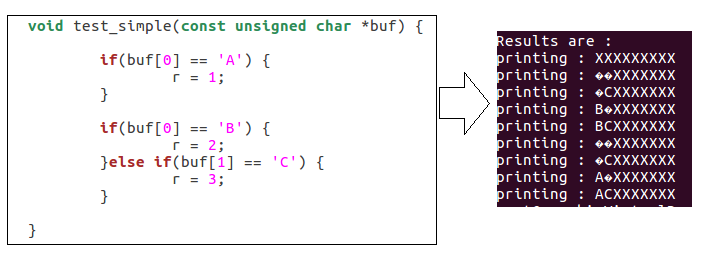 void test_simple(const unsigned char *buf) {
if(buf[0] == 'A') {
r = 1;
}
if(buf[0] == 'B') {
r = 2;
}else if(buf[1] == 'C') {
r = 3;
}
}
Results are :
printing : XXXXXXXXX
printing : ��XXXXXXX
printing : �CXXXXXXX
printing : B�XXXXXXX
printing : BCXXXXXXX
printing : ��XXXXXXX
printing : �CXXXXXXX
printing : A�XXXXXXX
printing : ACXXXXXXX